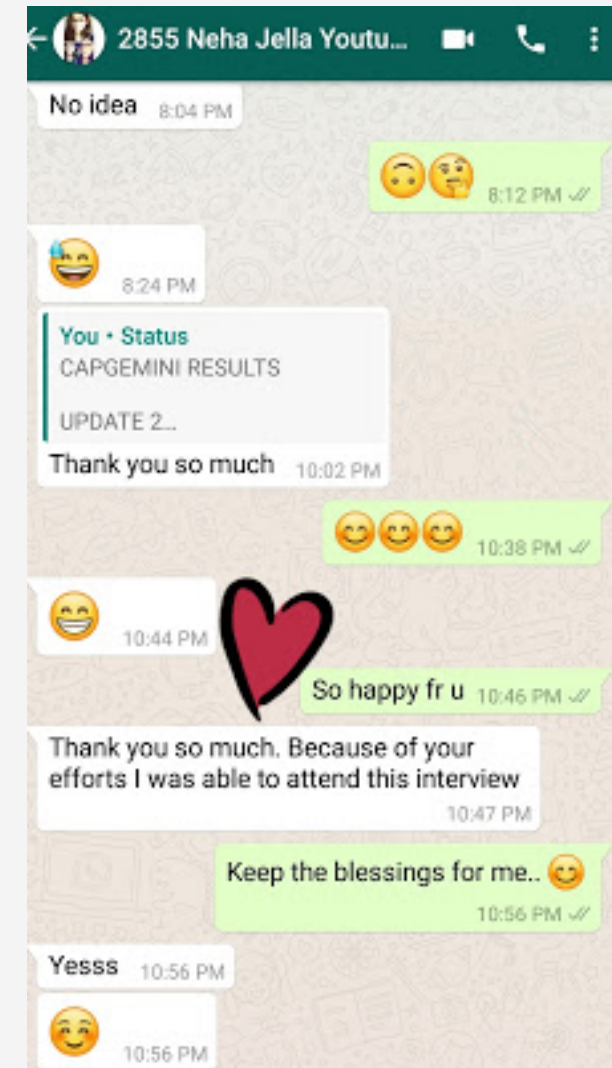 2855 Neha Jella Youtu...
No idea 8:04 PM
🙃🤔 8:12 PM
😅 8:24 PM
You • Status
CAPGEMINI RESULTS
UPDATE 2...
Thank you so much 10:02 PM
😊😊😊 10:38 PM
😁 10:44 PM
So happy fr u 10:46 PM
Thank you so much. Because of your
efforts I was able to attend this interview
10:47 PM
Keep the blessings for me.. 😊
10:56 PM
Yesss 10:56 PM
☺️ 10:56 PM